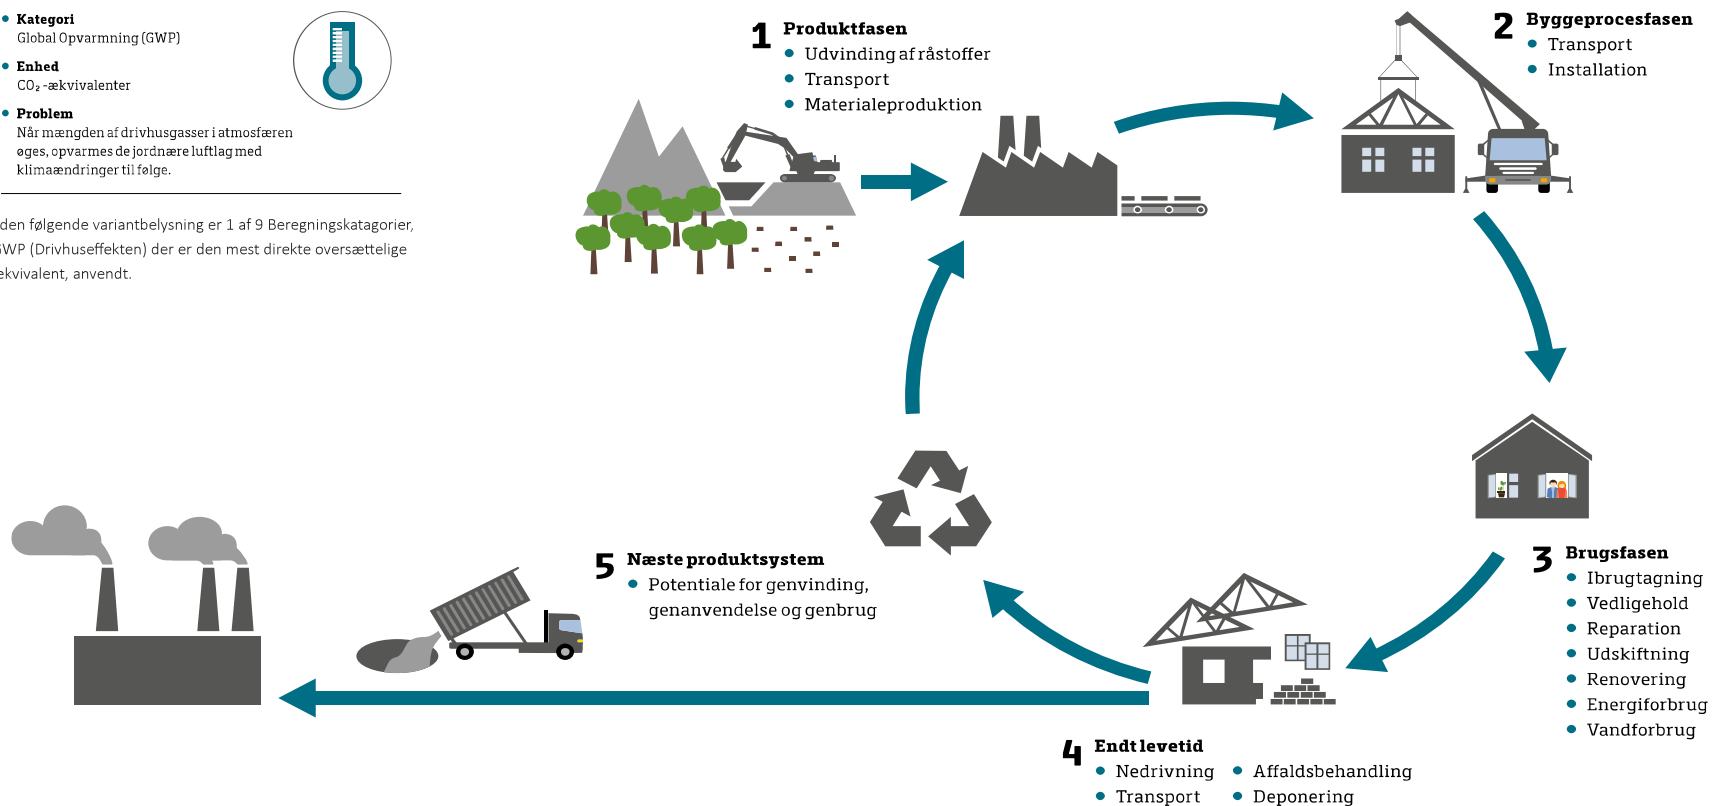 Kategori
Global Opvarmning (GWP)
Enhed
CO₂ -ækvivalenter
Problem
Når mængden af drivhusgasser i atmosfæren
øges, opvarmes de jordnære luftlag med
klimaændringer til følge.
den følgende variantbelysning er 1 af 9 Beregningskatagorier,
GWP (Drivhuseffekten) der er den mest direkte oversættelige
ekvivalent, anvendt.
1 Produktfasen
Udvinding af råstoffer
Transport
Materialeproduktion
2 Byggeprocesfasen
Transport
Installation
3 Brugsfasen
Ibrugtagning
Vedligehold
Reparation
Udskiftning
Renovering
Energiforbrug
Vandforbrug
4 Endt levetid
Nedrivning
Transport
Affaldsbehandling
Deponering
5 Næste produktsystem
Potentiale for genvinding,
genanvendelse og genbrug